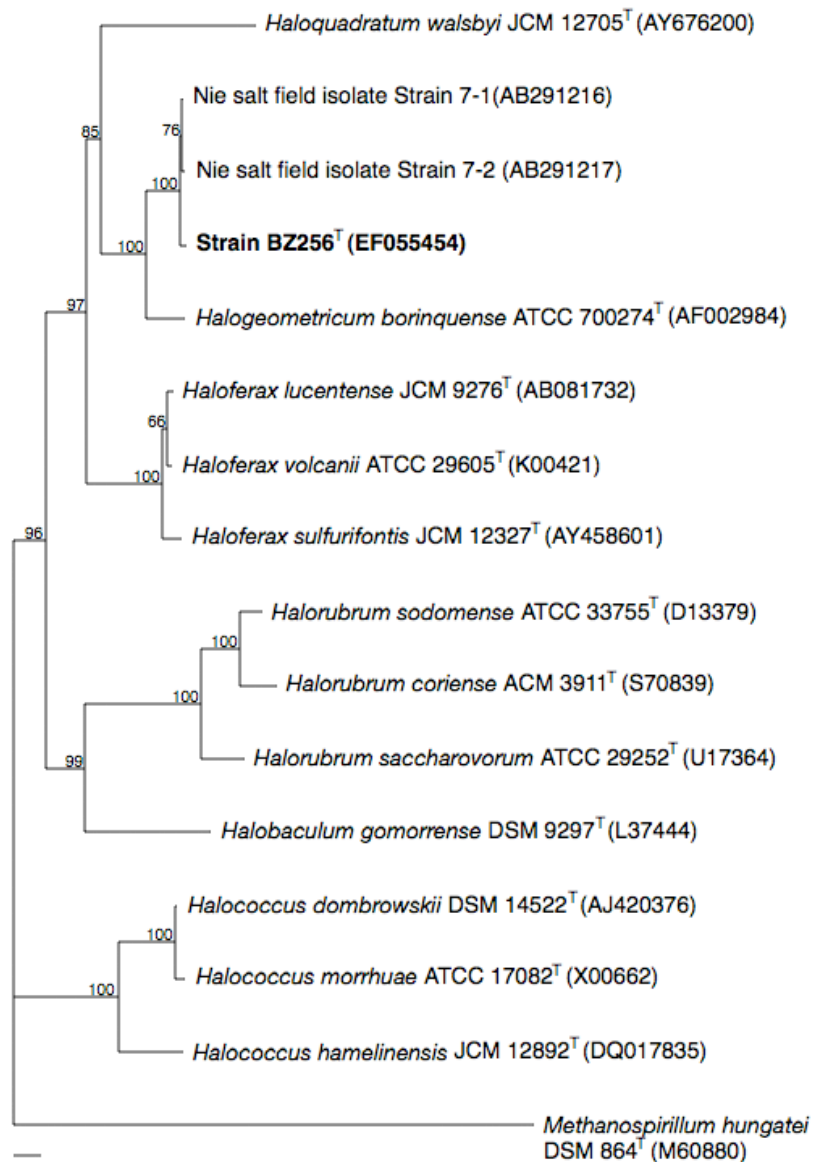 Haloquadratum walsbyi JCM 12705T (AY676200)
Nie salt field isolate Strain 7-1(AB291216)
76
85
Nie salt field isolate Strain 7-2 (AB291217)
100
Strain BZ256T (EF055454)
100
97
Halogeometricum borinquense ATCC 700274T (AF002984)
Haloferax lucentense JCM 9276T (AB081732)
66
Haloferax volcanii ATCC 29605T (K00421)
100
96
Haloferax sulfurifontis JCM 12327T (AY458601)
Halorubrum sodomense ATCC 33755T (D13379)
100
Halorubrum coriense ACM 3911T (S70839)
100
Halorubrum saccharovorum ATCC 29252T (U17364)
99
Halobaculum gomorrense DSM 9297T (L37444)
Halococcus dombrowskii DSM 14522T (AJ420376)
100
Halococcus morrhuae ATCC 17082T (X00662)
100
Halococcus hamelinensis JCM 12892T (DQ017835)
Methanospirillum hungatei
DSM 864T (M60880)